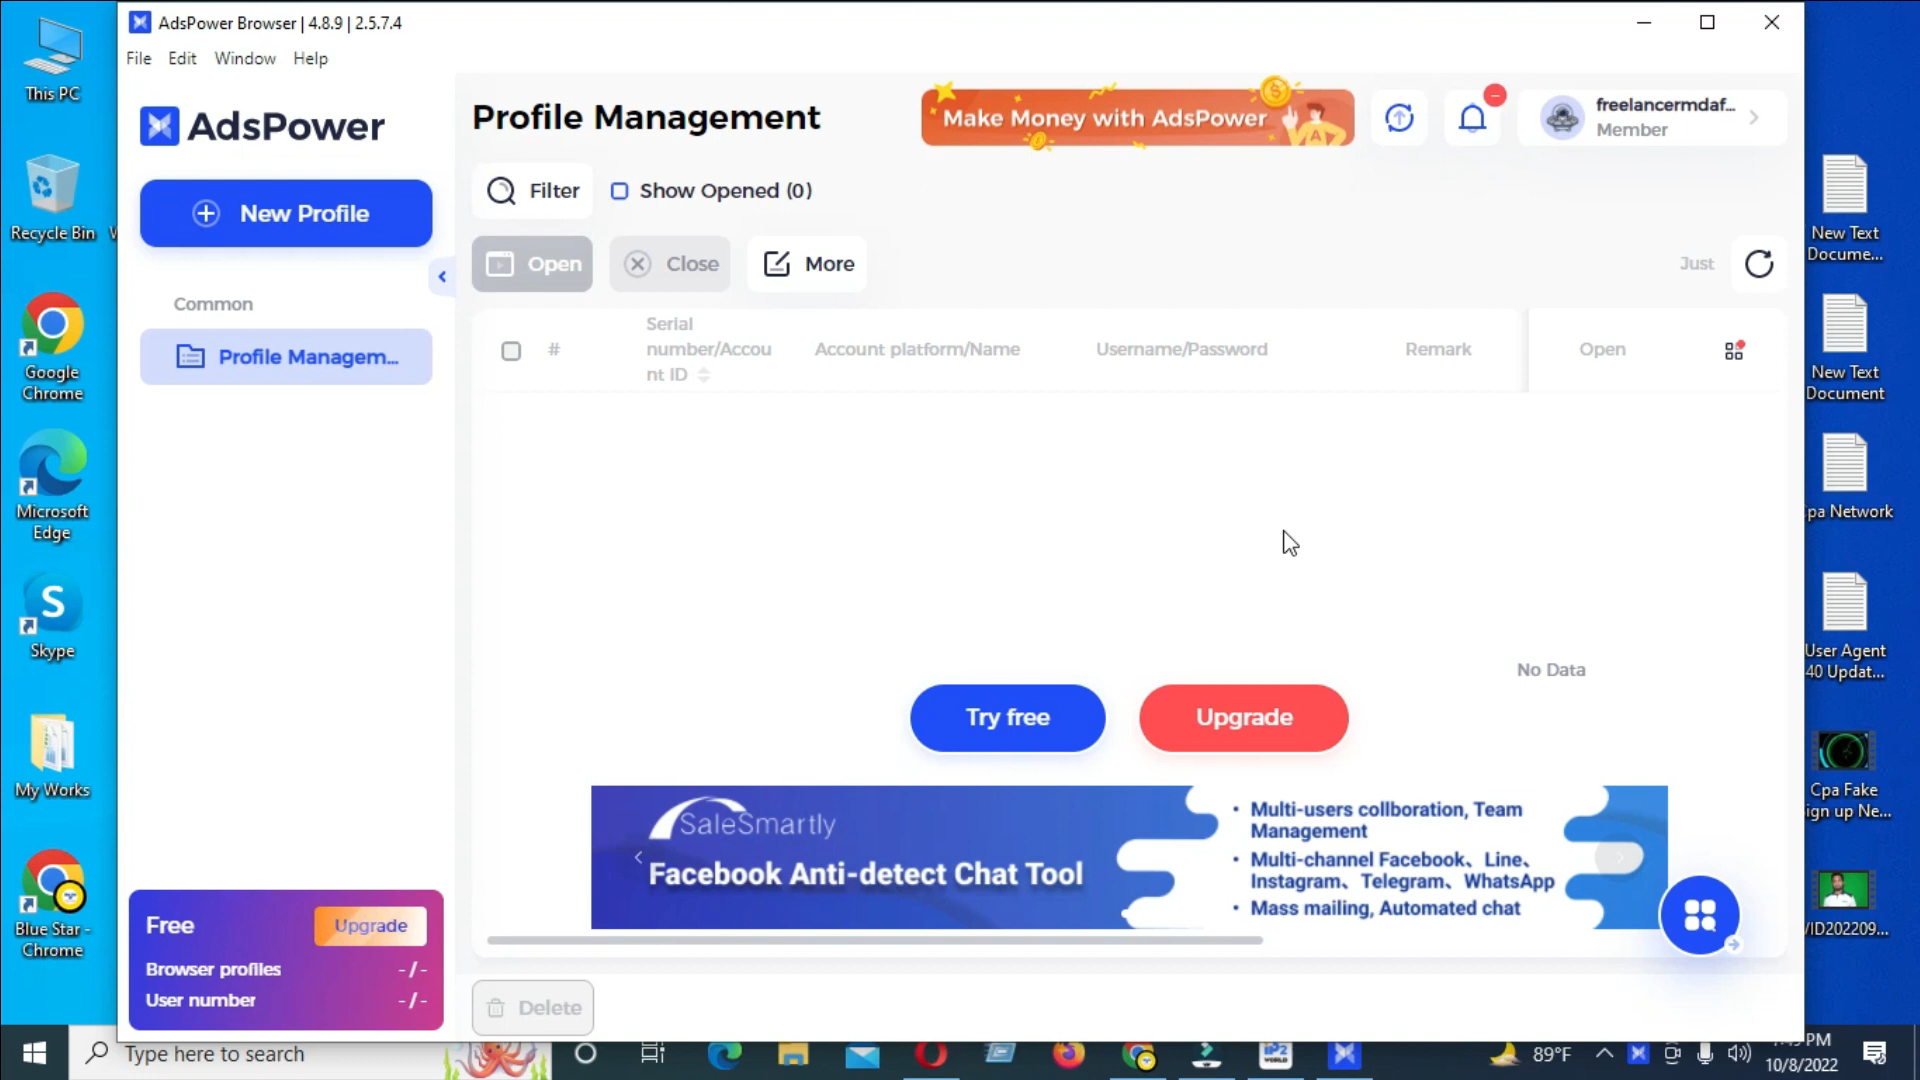 AdsPower Browser | 4.8.9 | 2.5.7.4
File Edit Window Help
AdsPower
New Profile
Common
Profile Managem...
Free
Upgrade
Browser profiles -/-
User number -/-
Profile Management
Make Money with AdsPower
freelancermdaf...
Member
Filter
Show Opened (0)
Open
Close
More
Just
#
Serial
number/Accou
nt ID
Account platform/Name
Username/Password
Remark
Open
No Data
Try free
Upgrade
SaleSmartly
Facebook Anti-detect Chat Tool
• Multi-users collboration, Team
Management
• Multi-channel Facebook、Line、
Instagram、Telegram、WhatsApp
• Mass mailing, Automated chat
Delete
This PC
Recycle Bin
Google
Chrome
Microsoft
Edge
Skype
My Works
Blue Star -
Chrome
New Text
Docume...
New Text
Document
pa Network
User Agent
40 Updat...
Cpa Fake
ign up Ne...
/ID202209...
Type here to search
iP2
WORLD
89°F
PM
10/8/2022